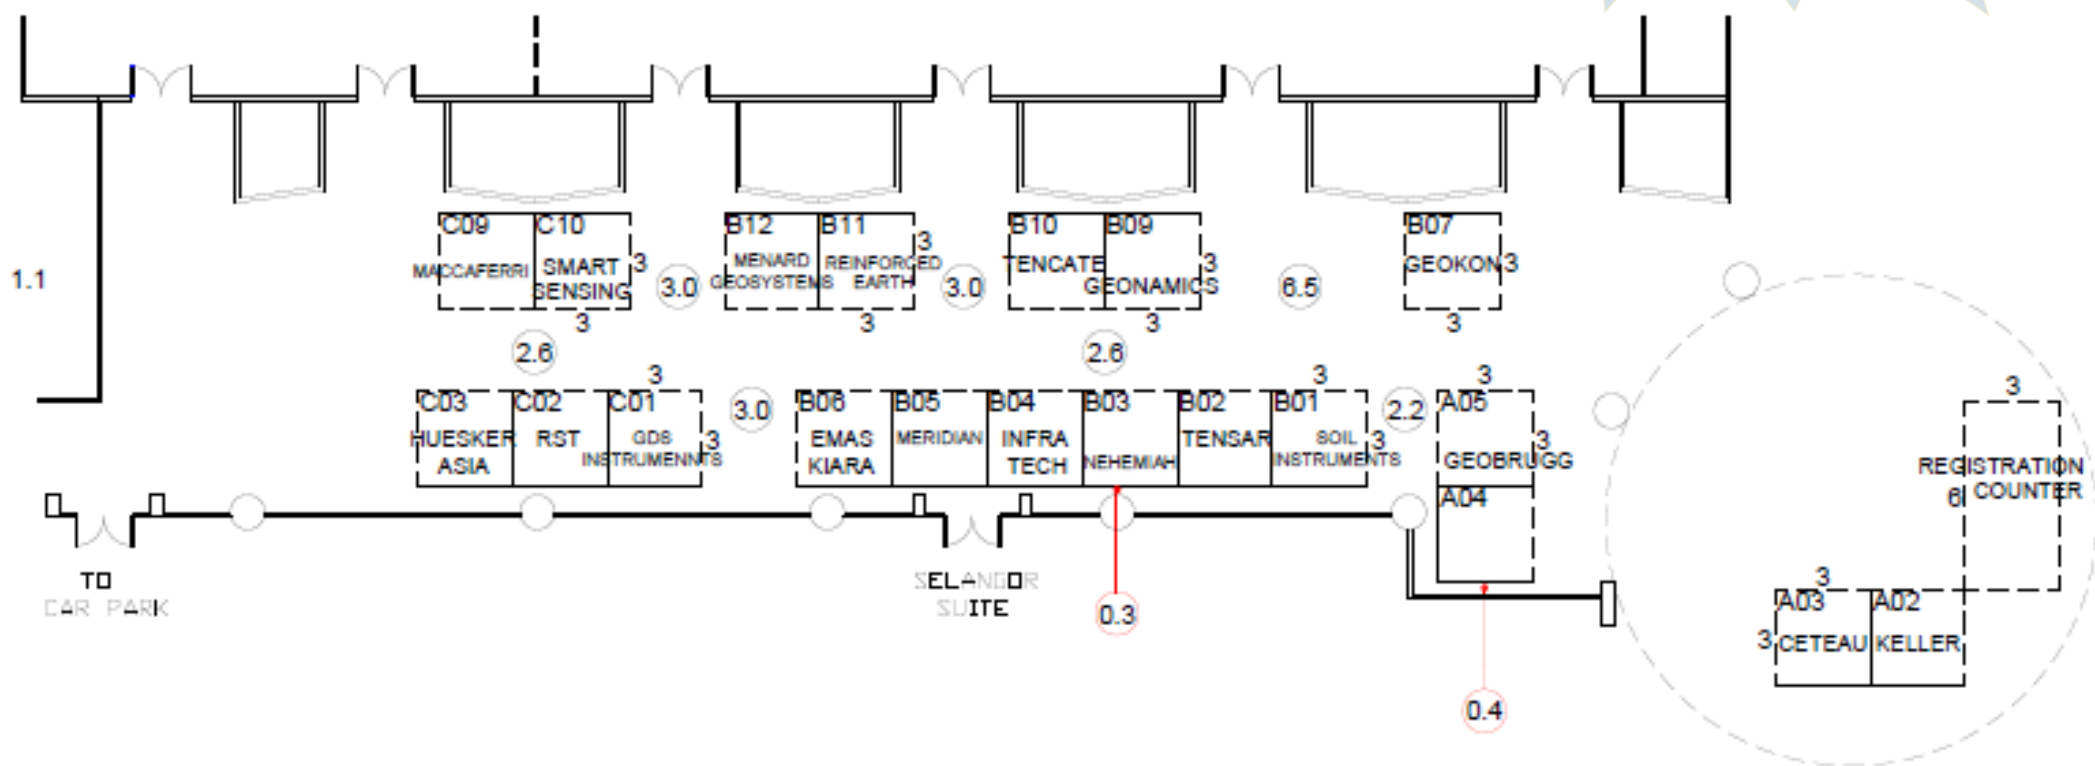 C09
MACCAFERRI
C10
SMART
SENSING
3
3
3.0
B12
MENARD
GEOSYSTEMS
B11
REINFORCED
EARTH
3
3
3.0
B10
TENCATE
B09
GEONAMICS
3
3
6.5
B07
GEOKON
3
3
1.1
2.6
2.6
C03
HUESKER
ASIA
C02
RST
C01
GDS
INSTRUMENNTS
3
3
3.0
B06
EMAS
KIARA
B05
MERIDIAN
B04
INFRA
TECH
B03
NEHEMIAH
B02
TENSAR
B01
SOIL
INSTRUMENTS
3
3
2.2
A05
GEOBRUGG
3
3
A04
3
REGISTRATION
COUNTER
6
TO
CAR PARK
SELANGOR
SUITE
0.3
0.4
3
A03
CETEAU
3
A02
KELLER